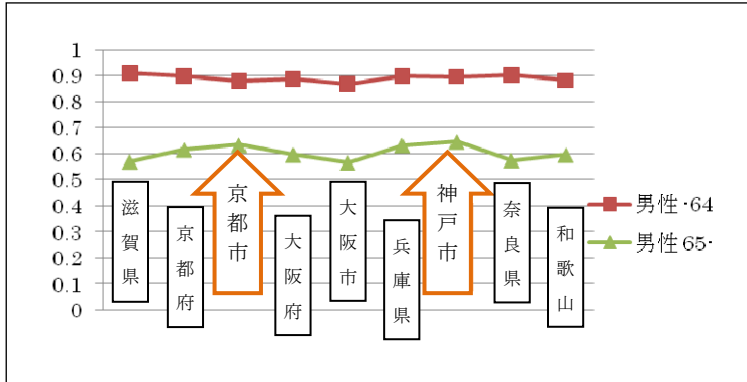 1
0.9
0.8
0.7
0.6
0.5
0.4
0.3
0.2
0.1
0
滋賀県
京都府
京都市
大阪府
大阪市
兵庫県
神戸市
奈良県
和歌山
男性-64
男性65-